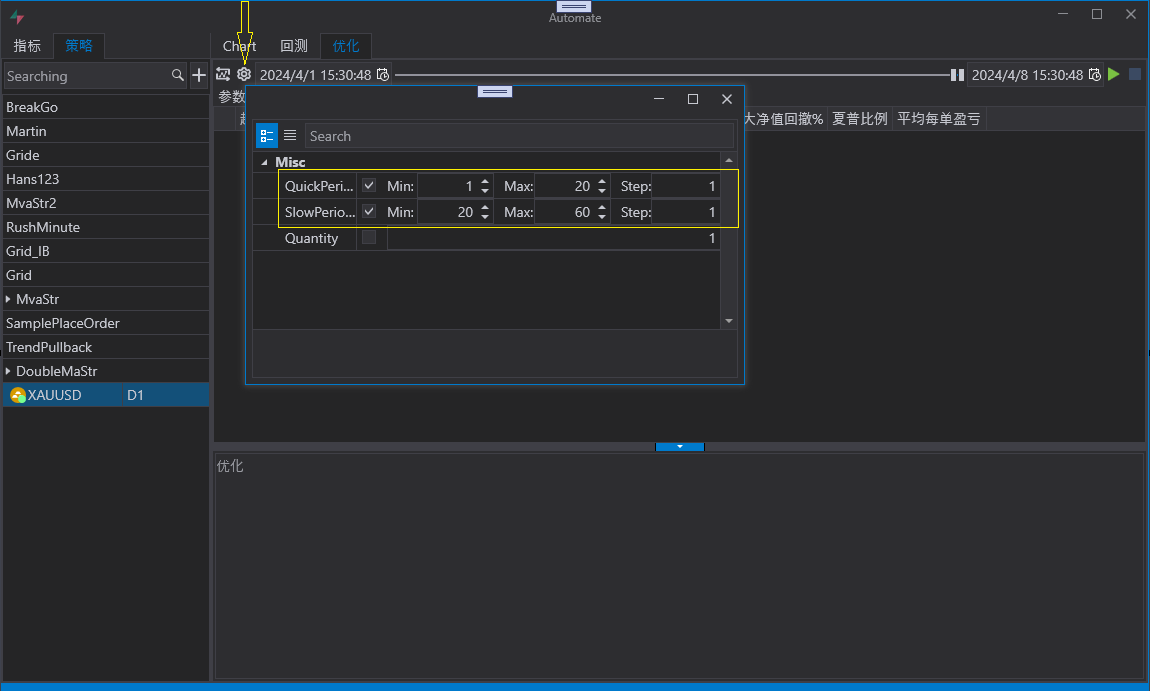 Automate
指标 策略
Chart 回测 优化
Searching
2024/4/1 15:30:48
2024/4/8 15:30:48
参数
大净值回撤% 夏普比例 平均每单盈亏
Search
Misc
QuickPeri... Min: 1 Max: 20 Step: 1
SlowPerio... Min: 20 Max: 60 Step: 1
Quantity 1
BreakGo
Martin
Gride
Hans123
MvaStr2
RushMinute
Grid_IB
Grid
MvaStr
SamplePlaceOrder
TrendPullback
DoubleMaStr
XAUUSD D1
优化